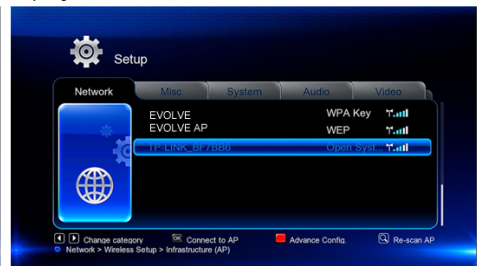 Setup
Network Misc System Audio Video
EVOLVE WPA Key
EVOLVE AP WEP
TP-LINK_BF7BB6 Open Syst...
Change category OK Connect to AP Advance Config. Re-scan AP
Network > Wireless Setup > Infrastructure (AP)